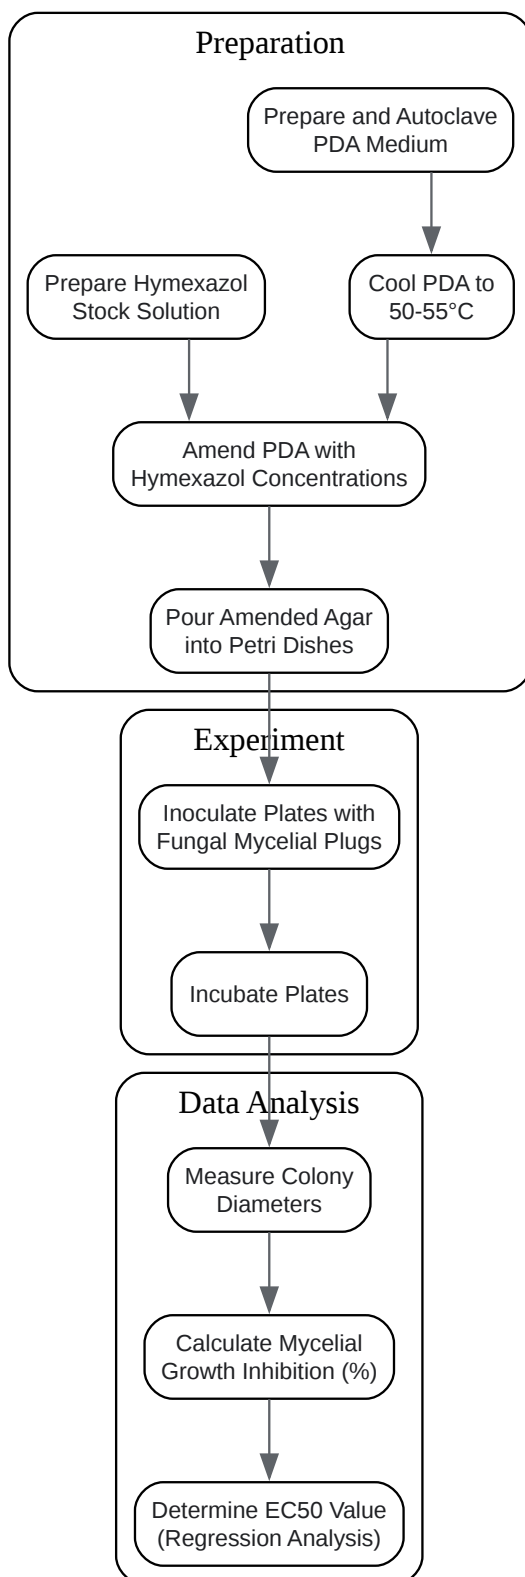 Preparation
Prepare and Autoclave
PDA Medium
Prepare Hymexazol
Stock Solution
Cool PDA to
50-55°C
Amend PDA with
Hymexazol Concentrations
Pour Amended Agar
into Petri Dishes
Experiment
Inoculate Plates with
Fungal Mycelial Plugs
Incubate Plates
Data Analysis
Measure Colony
Diameters
Calculate Mycelial
Growth Inhibition (%)
Determine EC50 Value
(Regression Analysis)